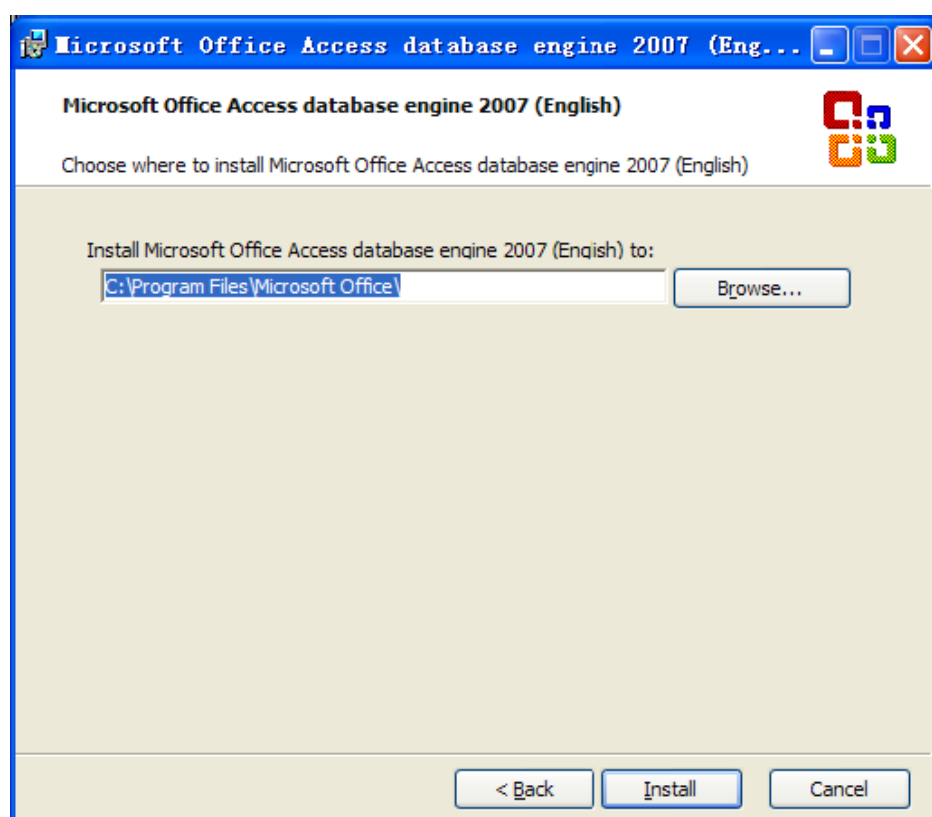 Microsoft Office Access database engine 2007 (Eng...
Microsoft Office Access database engine 2007 (English)
Choose where to install Microsoft Office Access database engine 2007 (English)
Install Microsoft Office Access database engine 2007 (Engish) to:
C:\Program Files\Microsoft Office\
Browse...
< Back
Install
Cancel